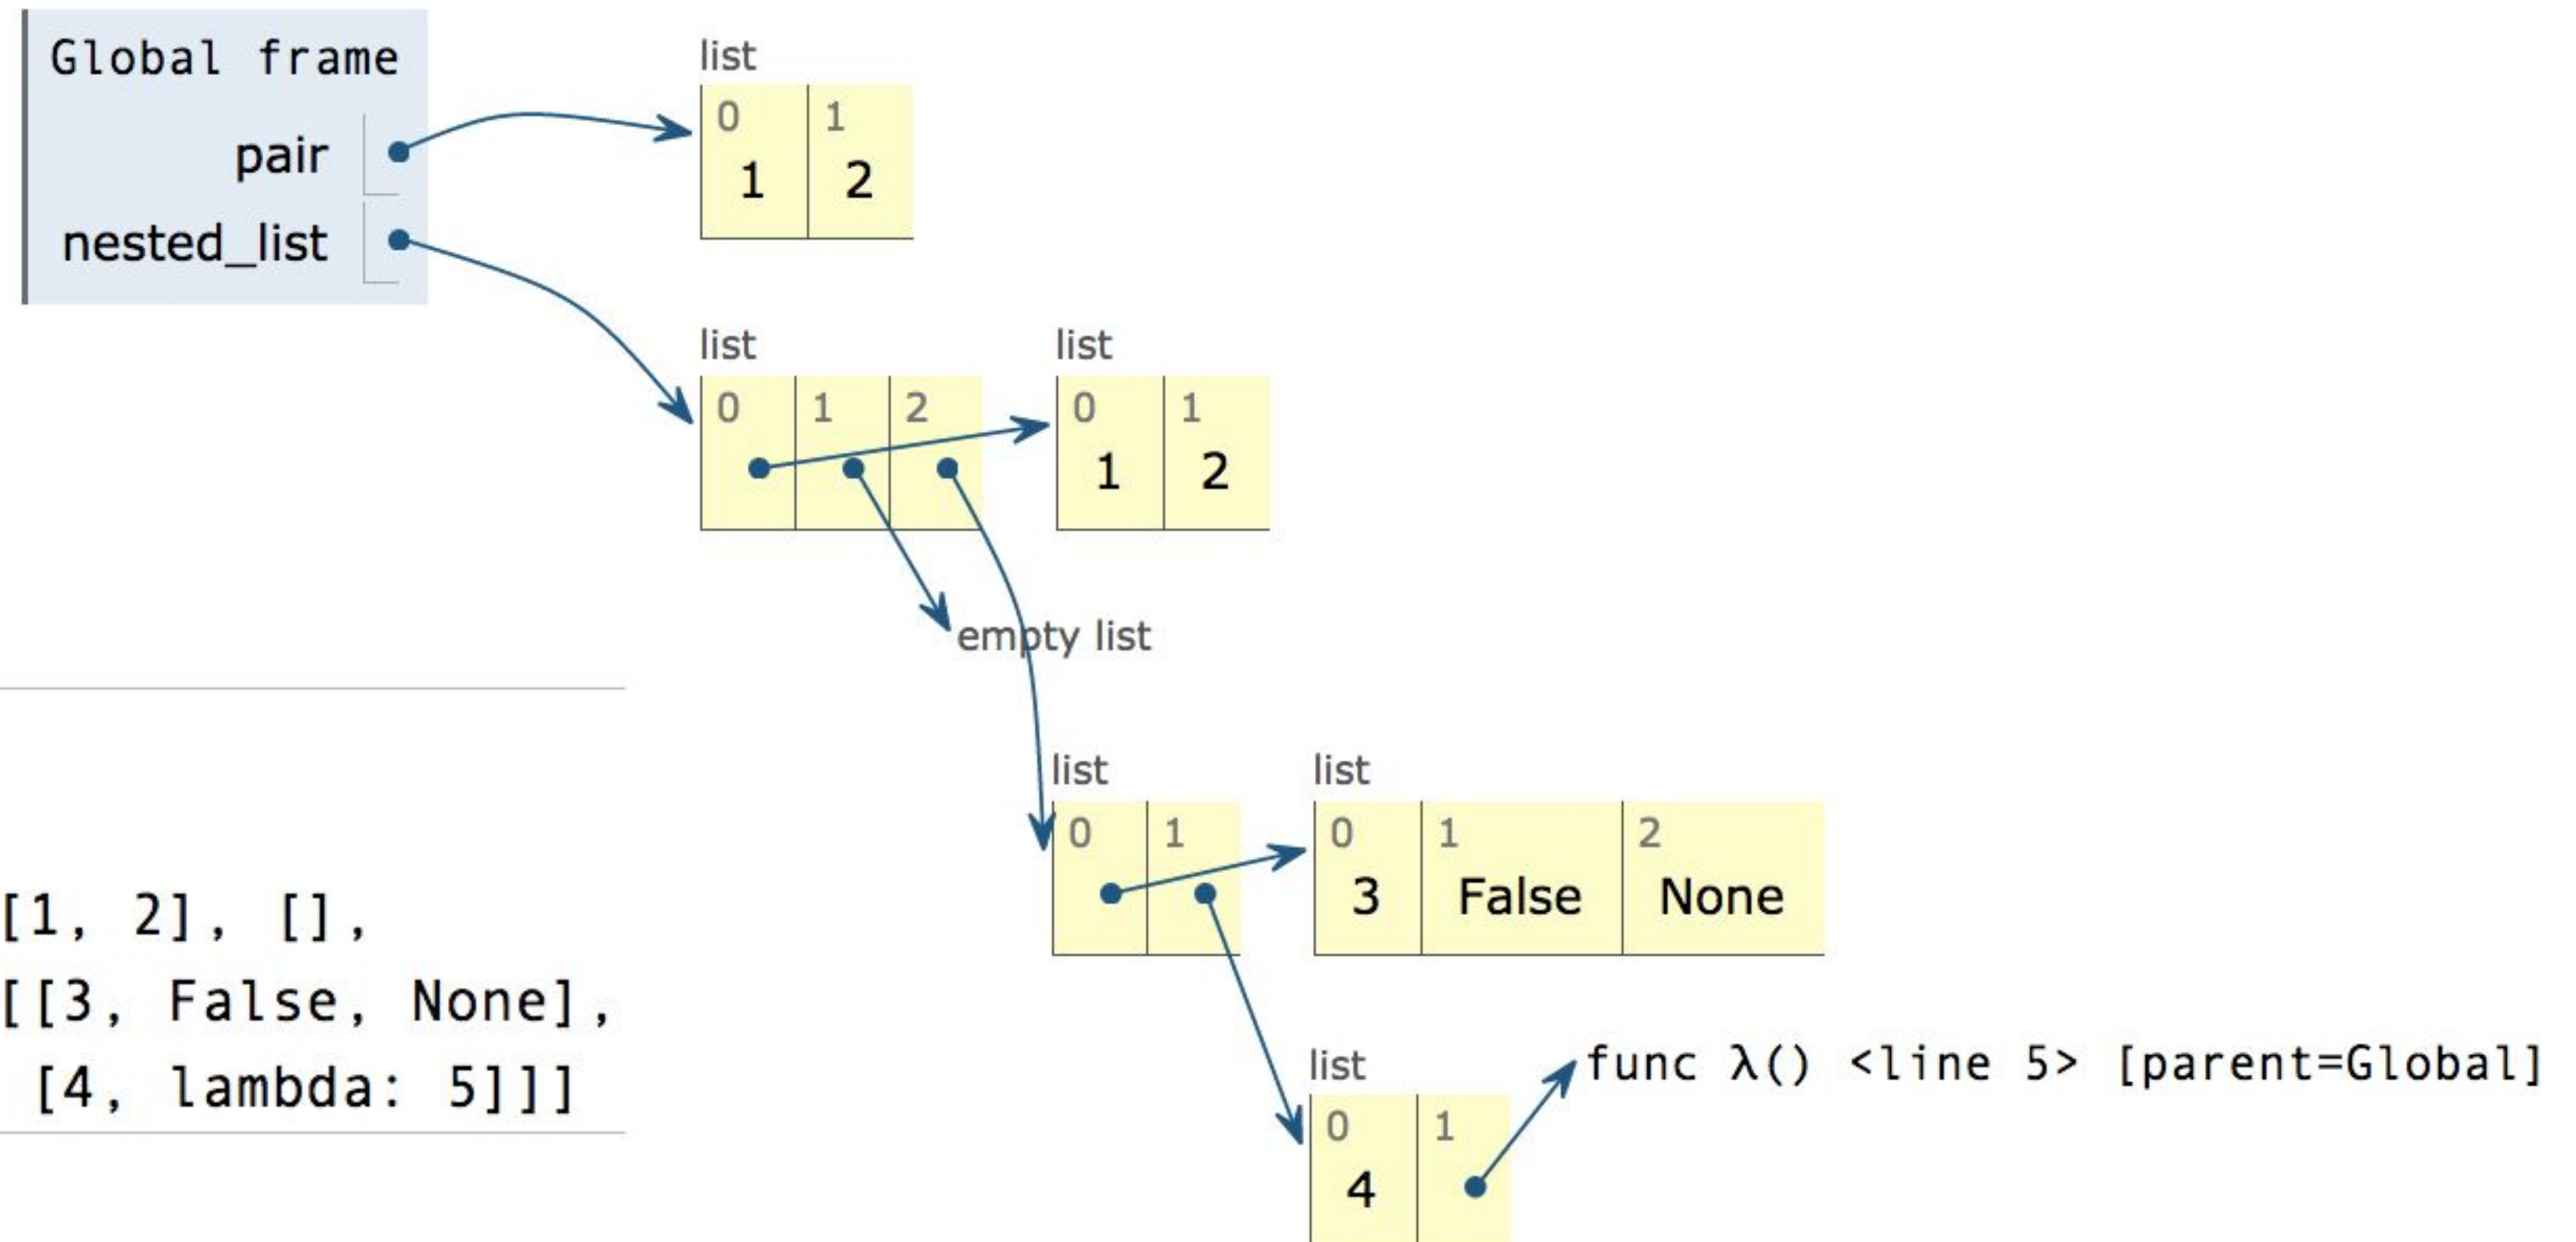 Global frame
pair
nested_list
list
0 1
1 2
list
0 1 2
list
0 1
1 2
empty list
list
0 1
list
0 1 2
3 False None
list
0 1
4
func λ() <line 5> [parent=Global]
[1, 2], [],
[[3, False, None],
[4, lambda: 5]]]